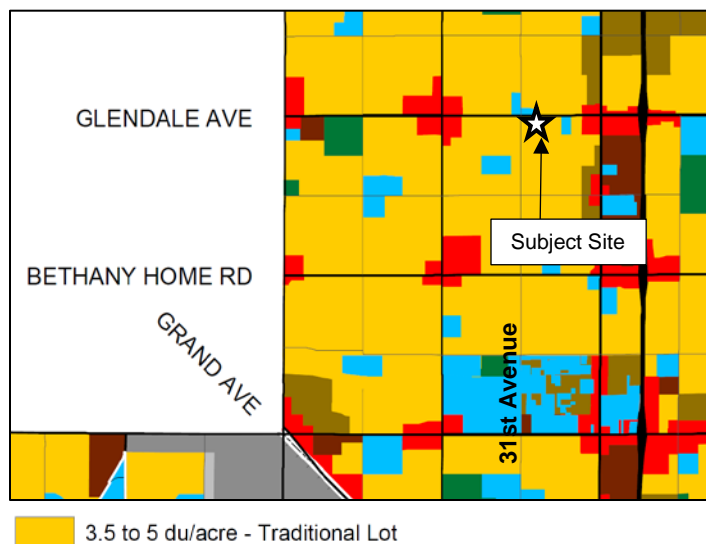 GLENDALE AVE
Subject Site
BETHANY HOME RD
GRAND AVE
31st Avenue
3.5 to 5 du/acre - Traditional Lot